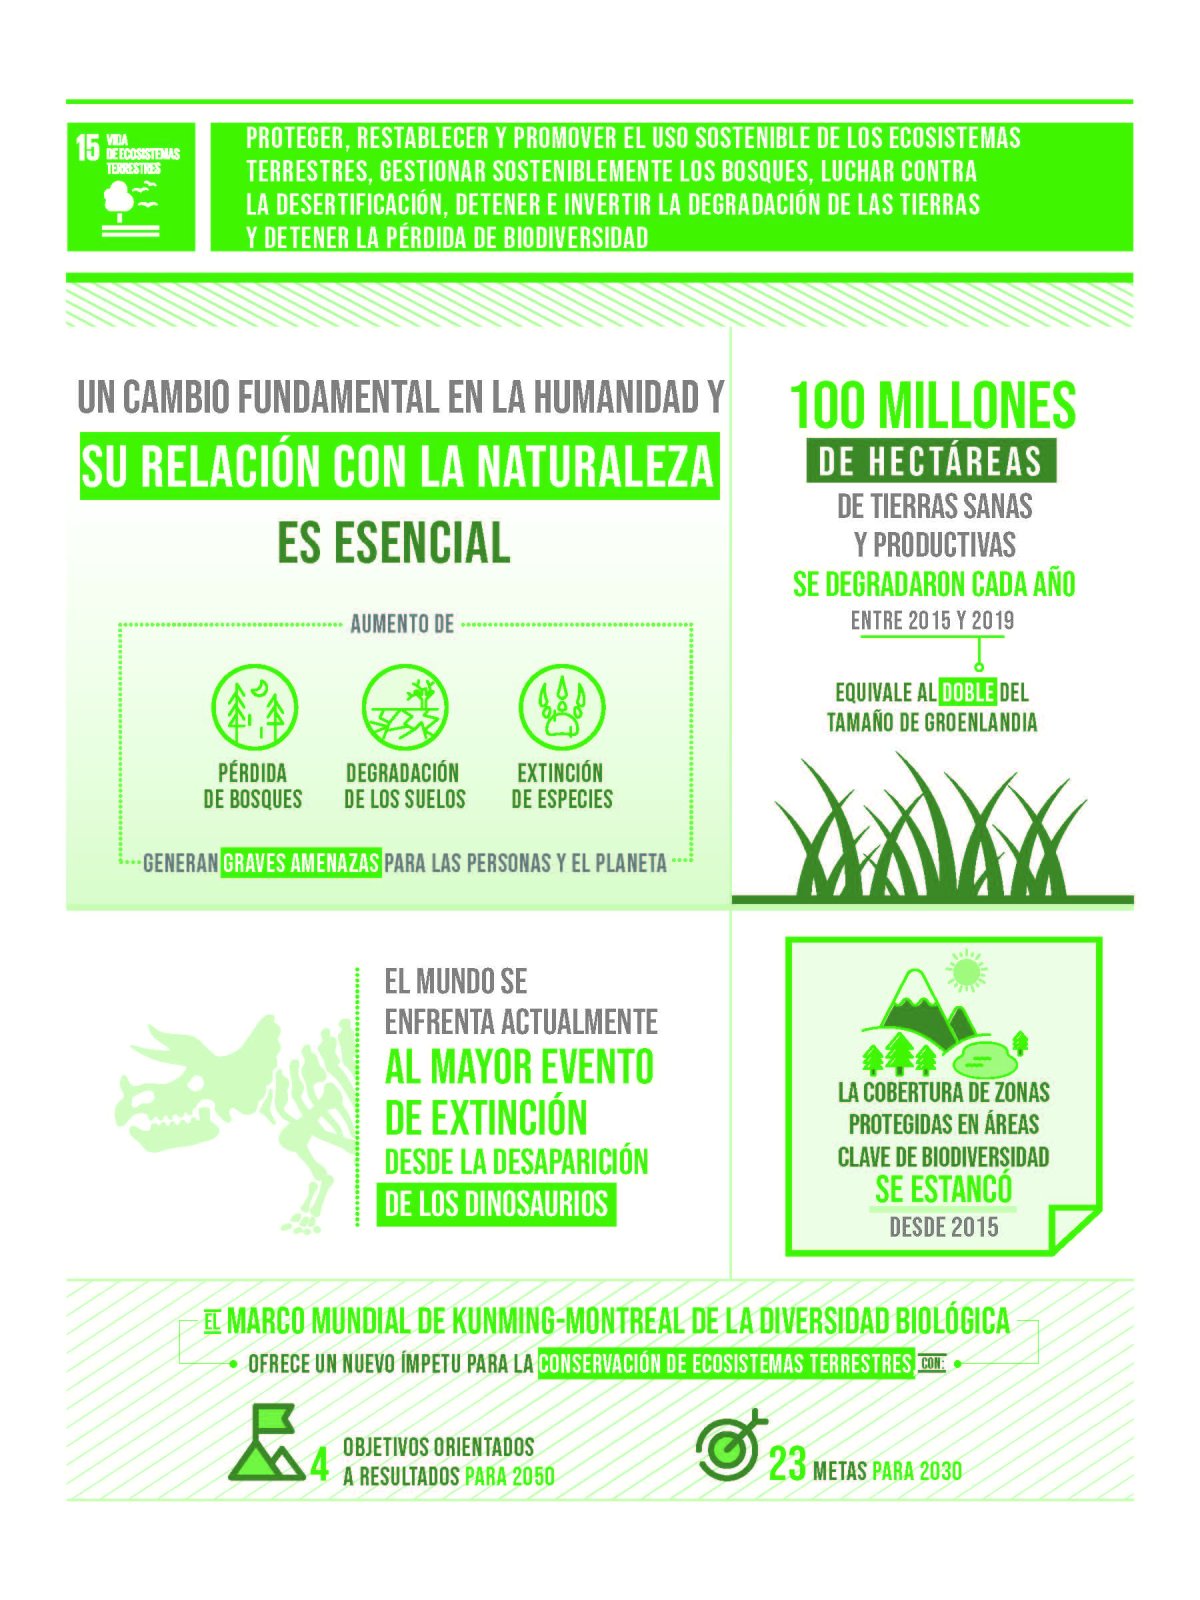 15 VIDA
DE ECOSISTEMAS
TERRESTRES
PROTEGER, RESTABLECER Y PROMOVER EL USO SOSTENIBLE DE LOS ECOSISTEMAS
TERRESTRES, GESTIONAR SOSTENIBLEMENTE LOS BOSQUES, LUCHAR CONTRA
LA DESERTIFICACIÓN, DETENER E INVERTIR LA DEGRADACIÓN DE LAS TIERRAS
Y DETENER LA PÉRDIDA DE BIODIVERSIDAD
UN CAMBIO FUNDAMENTAL EN LA HUMANIDAD Y
SU RELACIÓN CON LA NATURALEZA
ES ESENCIAL
AUMENTO DE
PÉRDIDA
DE BOSQUES
DEGRADACIÓN
DE LOS SUELOS
EXTINCIÓN
DE ESPECIES
GENERAN GRAVES AMENAZAS PARA LAS PERSONAS Y EL PLANETA
100 MILLONES
DE HECTÁREAS
DE TIERRAS SANAS
Y PRODUCTIVAS
SE DEGRADARON CADA AÑO
ENTRE 2015 Y 2019
EQUIVALE AL DOBLE DEL
TAMAÑO DE GROENLANDIA
EL MUNDO SE
ENFRENTA ACTUALMENTE
AL MAYOR EVENTO
DE EXTINCIÓN
DESDE LA DESAPARICIÓN
DE LOS DINOSAURIOS
LA COBERTURA DE ZONAS
PROTEGIDAS EN ÁREAS
CLAVE DE BIODIVERSIDAD
SE ESTANCÓ
DESDE 2015
EL MARCO MUNDIAL DE KUNMING-MONTREAL DE LA DIVERSIDAD BIOLÓGICA
OFRECE UN NUEVO ÍMPETU PARA LA CONSERVACIÓN DE ECOSISTEMAS TERRESTRES CON:
4 OBJETIVOS ORIENTADOS
A RESULTADOS PARA 2050
23 METAS PARA 2030